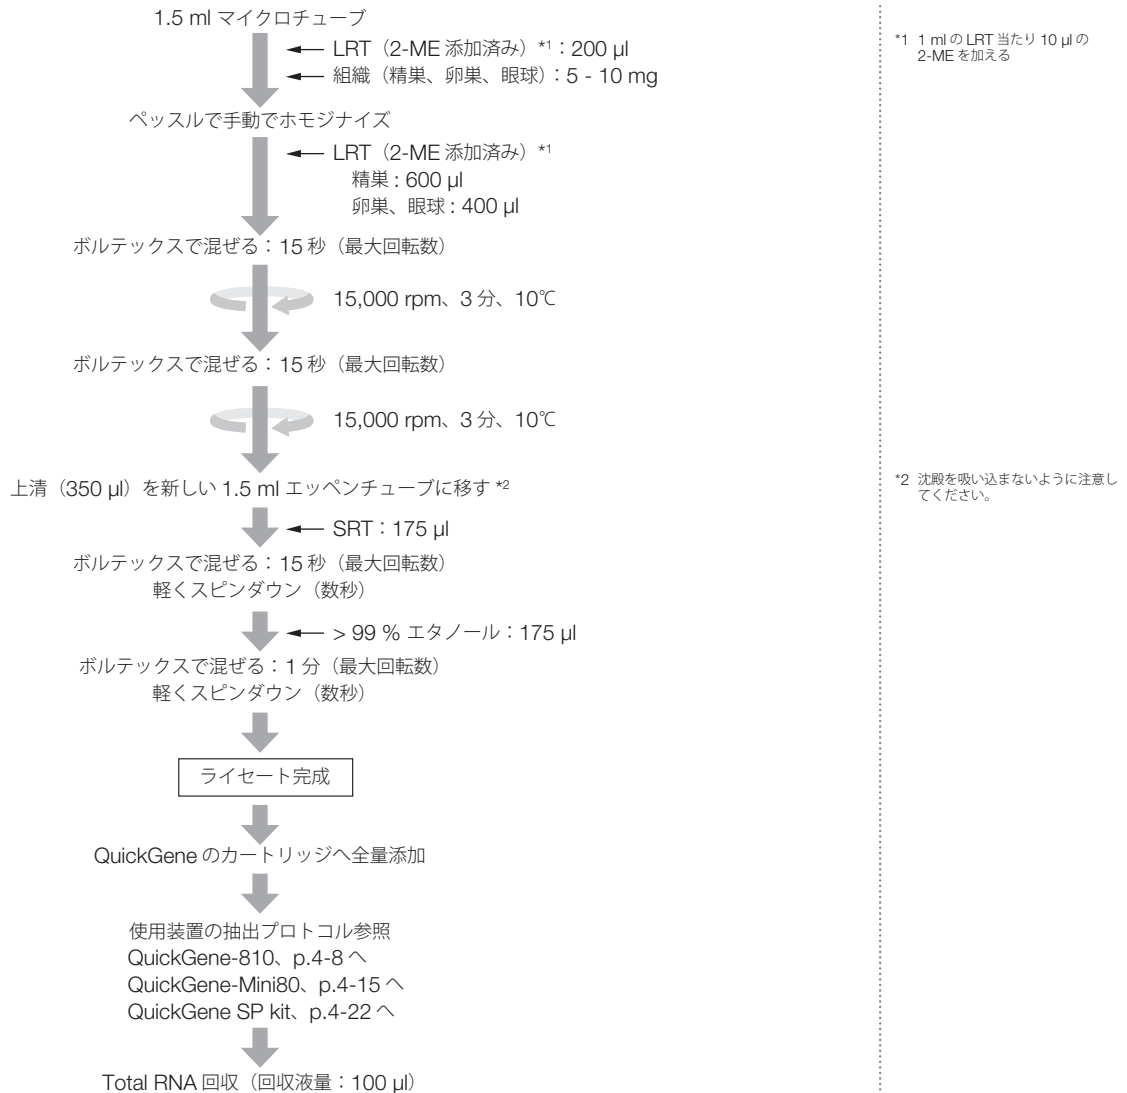 1.5 ml マイクロチューブ
LRT（2-ME 添加済み）*1：200 µl
組織（精巣、卵巣、眼球）：5 - 10 mg
ペッスルで手動でホモジナイズ
LRT（2-ME 添加済み）*1
精巣 : 600 µl
卵巣、眼球 : 400 µl
ボルテックスで混ぜる：15 秒（最大回転数）
15,000 rpm、3 分、10℃
ボルテックスで混ぜる：15 秒（最大回転数）
15,000 rpm、3 分、10℃
上清（350 µl）を新しい 1.5 ml エッペンチューブに移す *2
SRT：175 µl
ボルテックスで混ぜる：15 秒（最大回転数）
軽くスピンダウン（数秒）
> 99 % エタノール：175 µl
ボルテックスで混ぜる：1 分（最大回転数）
軽くスピンダウン（数秒）
ライセート完成
QuickGene のカートリッジへ全量添加
使用装置の抽出プロトコル参照
QuickGene-810、p.4-8 へ
QuickGene-Mini80、p.4-15 へ
QuickGene SP kit、p.4-22 へ
Total RNA 回収（回収液量：100 µl）
*1 1 ml の LRT 当たり 10 µl の
2-ME を加える
*2 沈殿を吸い込まないように注意し
てください。